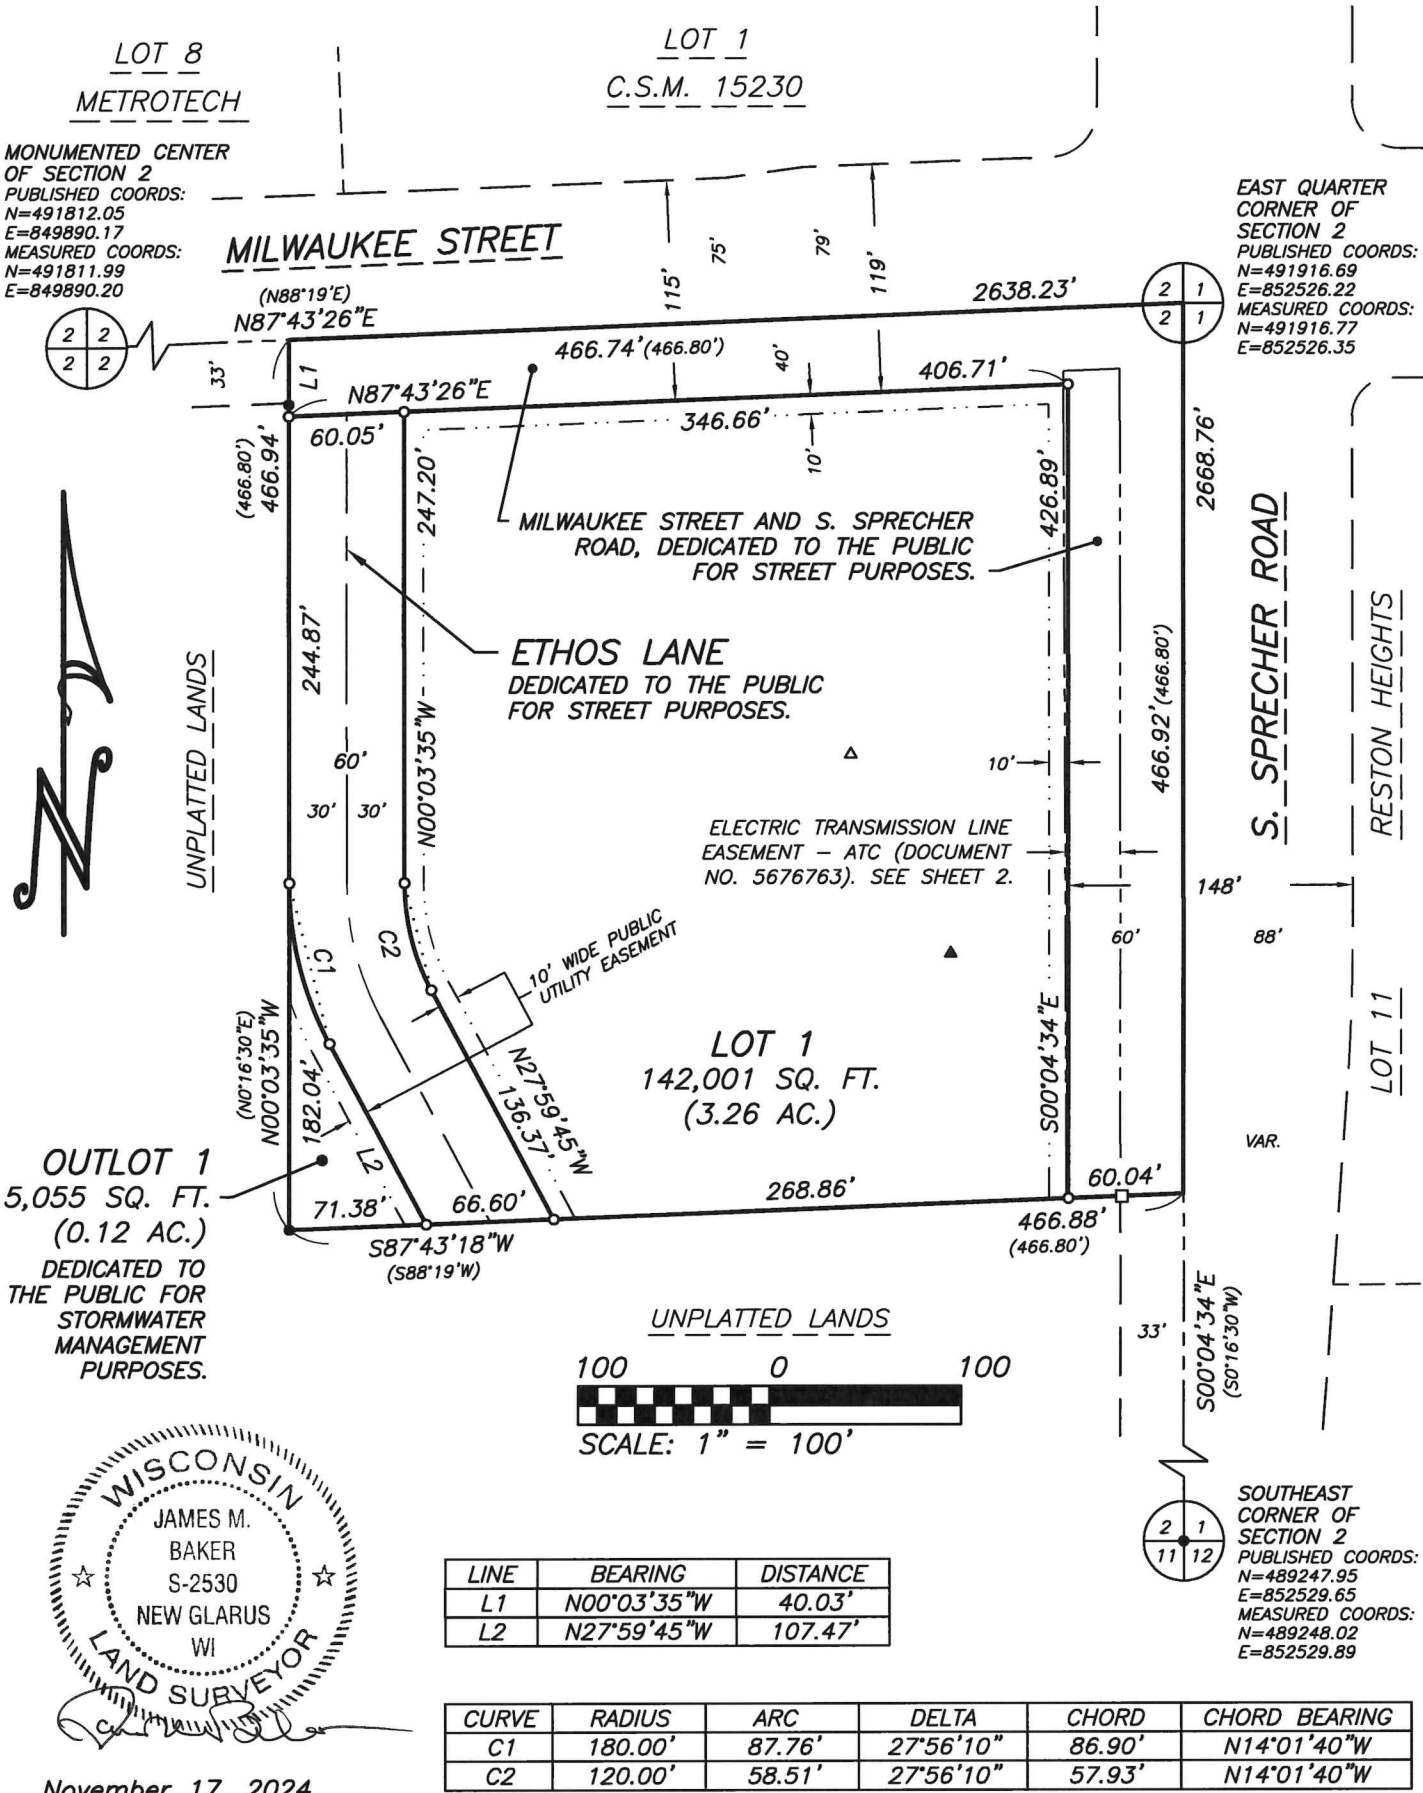 LOT 8
METROTECH
LOT 1
C.S.M. 15230
MONUMENTED CENTER
OF SECTION 2
PUBLISHED COORDS:
N=491812.05
E=849890.17
MEASURED COORDS:
N=491811.99
E=849890.20
2 2
2 2
MILWAUKEE STREET
(N88°19'E)
N87°43'26"E
2638.23'
115'
75'
79'
119'
EAST QUARTER
CORNER OF
SECTION 2
PUBLISHED COORDS:
N=491916.69
E=852526.22
MEASURED COORDS:
N=491916.77
E=852526.35
2 1
2 1
33'
L1
466.74'(466.80')
40'
406.71'
N87°43'26"E
60.05'
346.66'
10'
(466.80')
466.94'
247.20'
426.89'
2668.76'
MILWAUKEE STREET AND S. SPRECHER
ROAD, DEDICATED TO THE PUBLIC
FOR STREET PURPOSES.
244.87'
ETHOS LANE
DEDICATED TO THE PUBLIC
FOR STREET PURPOSES.
UNPLATTED LANDS
N00°03'35"W
60'
30' 30'
10'
466.92'(466.80')
S. SPRECHER ROAD
RESTON HEIGHTS
ELECTRIC TRANSMISSION LINE
EASEMENT – ATC (DOCUMENT
NO. 5676763). SEE SHEET 2.
148'
60'
88'
C1
C2
10' WIDE PUBLIC
UTILITY EASEMENT
(N0°16'30"E)
N00°03'35"W
182.04'
L2
N27°59'45"W
136.37'
LOT 1
142,001 SQ. FT.
(3.26 AC.)
S00°04'34"E
LOT 11
VAR.
OUTLOT 1
5,055 SQ. FT.
(0.12 AC.)
DEDICATED TO
THE PUBLIC FOR
STORMWATER
MANAGEMENT
PURPOSES.
71.38'
66.60'
268.86'
60.04'
S87°43'18"W
(S88°19'W)
466.88'
(466.80')
UNPLATTED LANDS
33'
S00°04'34"E
(S0°16'30"W)
100 0 100
SCALE: 1" = 100'
WISCONSIN
JAMES M.
BAKER
S-2530
NEW GLARUS
WI
LAND SURVEYOR
November 17, 2024
2 1
11 12
SOUTHEAST
CORNER OF
SECTION 2
PUBLISHED COORDS:
N=489247.95
E=852529.65
MEASURED COORDS:
N=489248.02
E=852529.89
LINE BEARING DISTANCE
L1 N00°03'35"W 40.03'
L2 N27°59'45"W 107.47'
CURVE RADIUS ARC DELTA CHORD CHORD BEARING
C1 180.00' 87.76' 27°56'10" 86.90' N14°01'40"W
C2 120.00' 58.51' 27°56'10" 57.93' N14°01'40"W